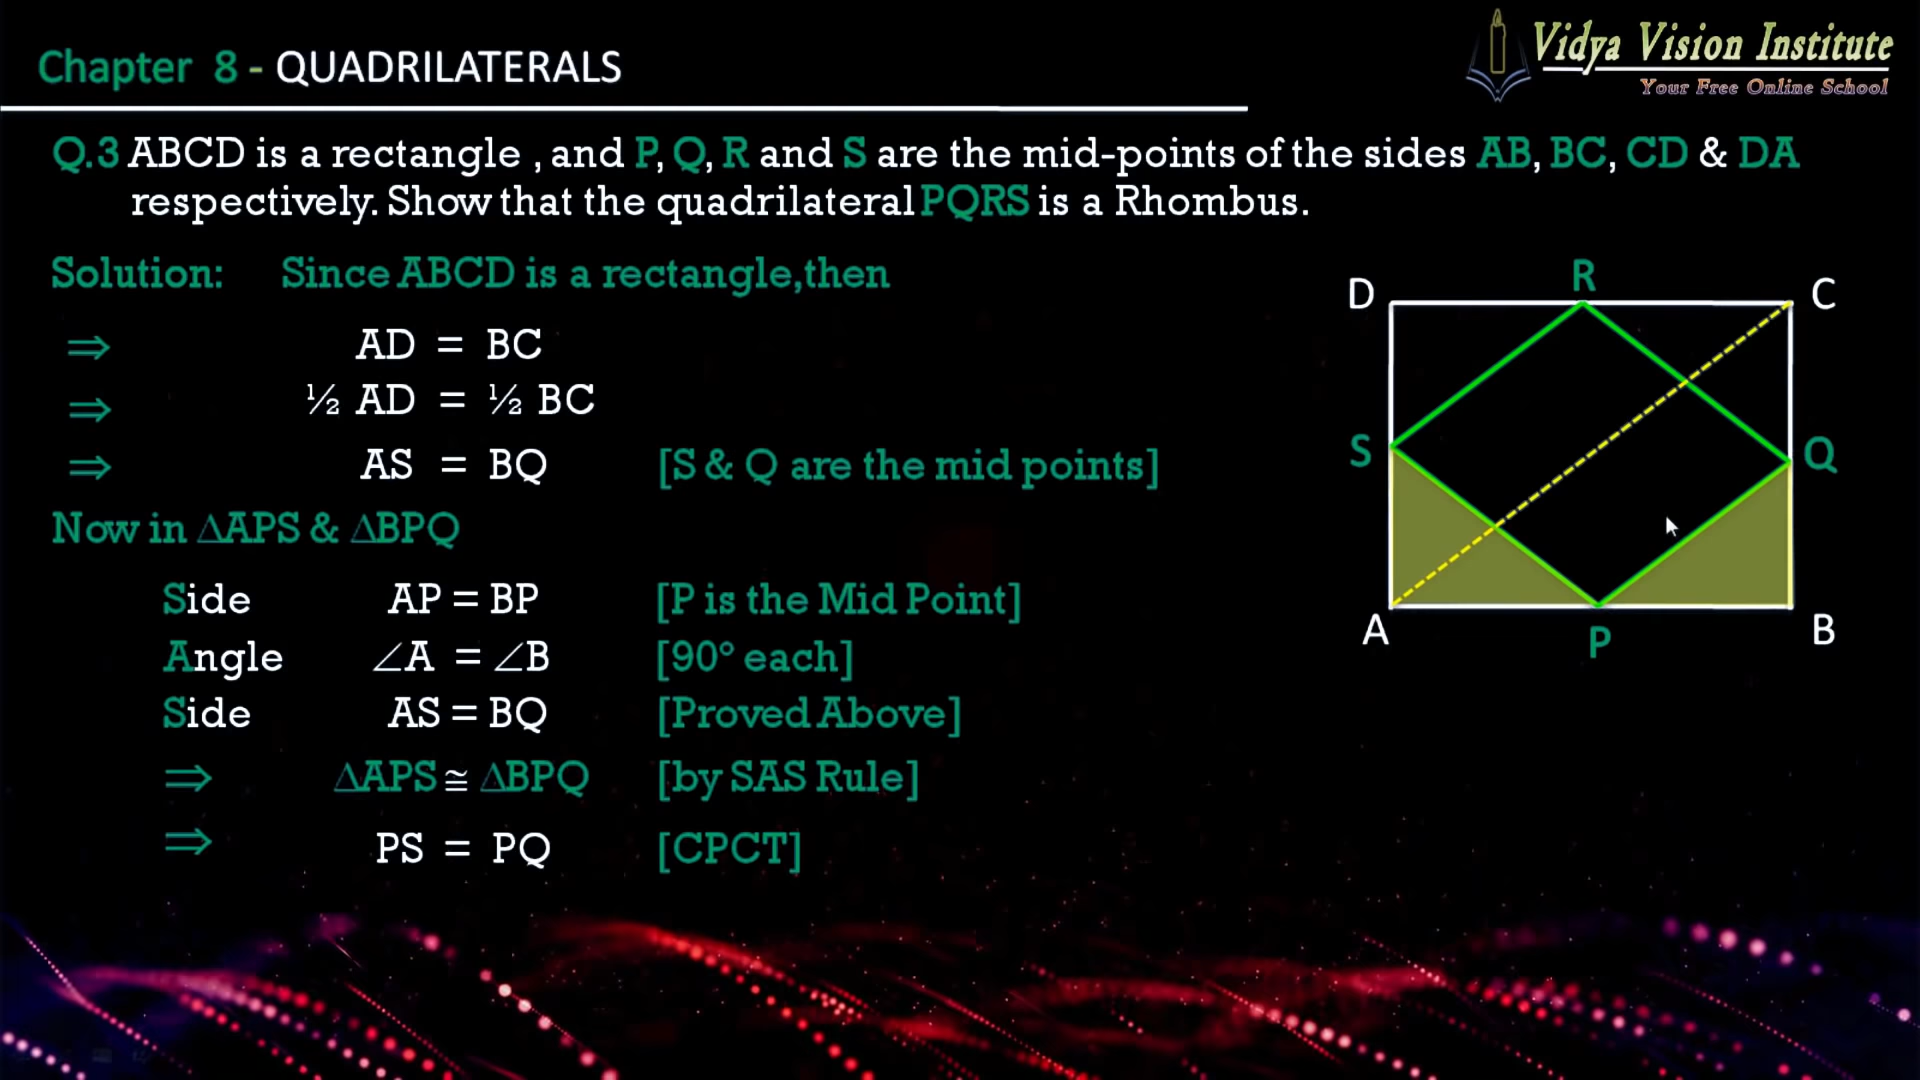 Chapter 8 - QUADRILATERALS
Vidya Vision Institute
Your Free Online School
Q.3 ABCD is a rectangle , and P, Q, R and S are the mid-points of the sides AB, BC, CD & DA
respectively. Show that the quadrilateral PQRS is a Rhombus.
Solution: Since ABCD is a rectangle,then
⇒ AD = BC
⇒ ½ AD = ½ BC
⇒ AS = BQ [S & Q are the mid points]
Now in ∆APS & ∆BPQ
Side AP = BP [P is the Mid Point]
Angle ∠A = ∠B [90° each]
Side AS = BQ [Proved Above]
⇒ ∆APS ≅ ∆BPQ [by SAS Rule]
⇒ PS = PQ [CPCT]
D R C
S Q
A P B